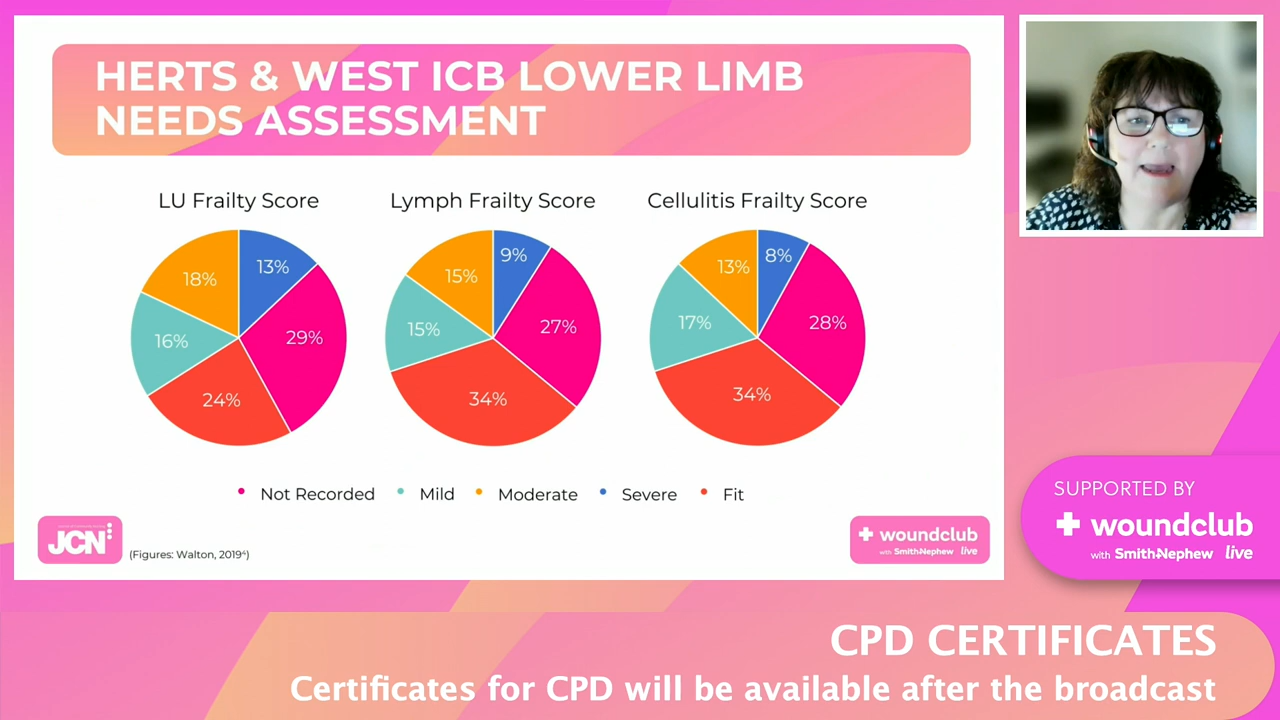 HERTS & WEST ICB LOWER LIMB
NEEDS ASSESSMENT
LU Frailty Score
13%
29%
24%
16%
18%
Lymph Frailty Score
9%
27%
34%
15%
15%
Cellulitis Frailty Score
8%
28%
34%
17%
13%
Not Recorded
Mild
Moderate
Severe
Fit
JCN
(Figures: Walton, 2019⁴)
woundclub
with Smith+Nephew live
SUPPORTED BY
woundclub
with Smith+Nephew live
CPD CERTIFICATES
Certificates for CPD will be available after the broadcast